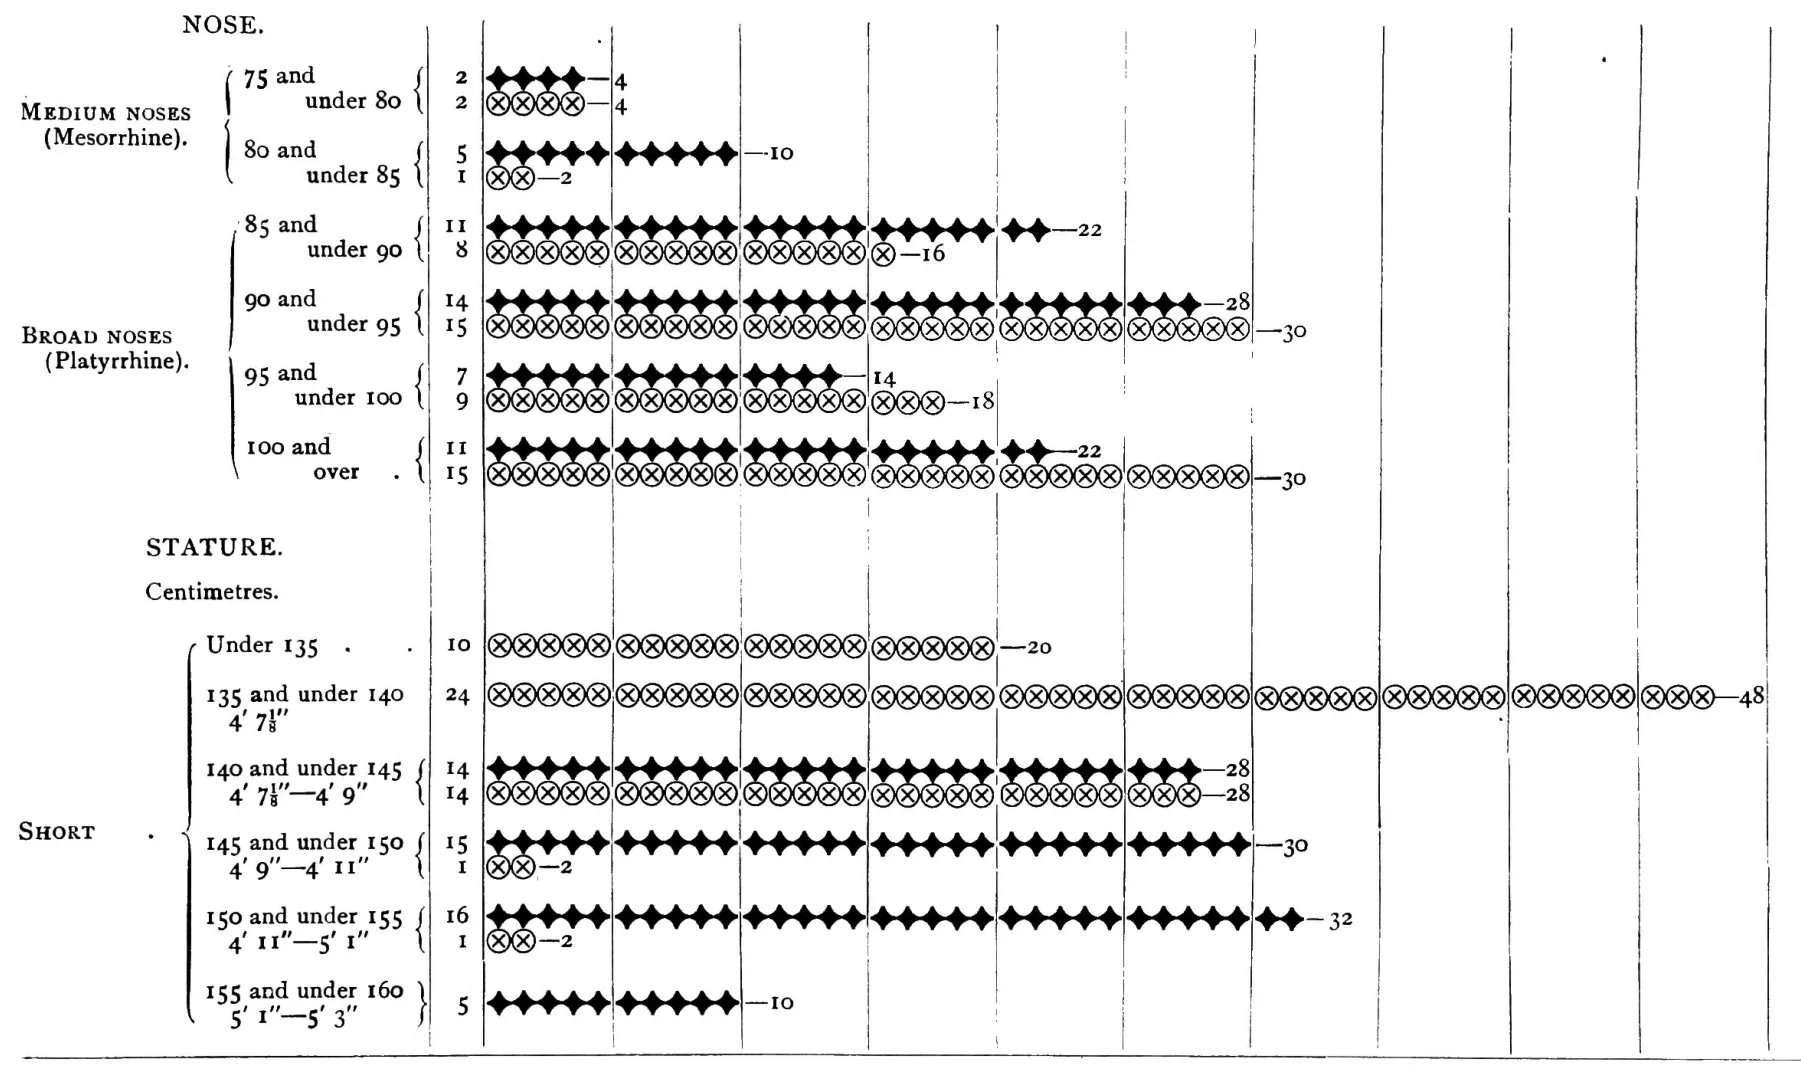 NOSE.
MEDIUM NOSES
(Mesorrhine).
75 and
under 80
2 —4
2 —4
80 and
under 85
5 —10
1 —2
BROAD NOSES
(Platyrrhine).
85 and
under 90
11 —22
8 —16
90 and
under 95
14 —28
15 —30
95 and
under 100
7 —14
9 —18
100 and
over .
11 —22
15 —30
STATURE.
Centimetres.
SHORT .
Under 135 . . 10 —20
135 and under 140 24 —48
4′ 7⅛″
140 and under 145 14 —28
4′ 7⅛″—4′ 9″ 14 —28
145 and under 150 15 —30
4′ 9″—4′ 11″ 1 —2
150 and under 155 16 —32
4′ 11″—5′ 1″ 1 —2
155 and under 160
5′ 1″—5′ 3″
5 —10